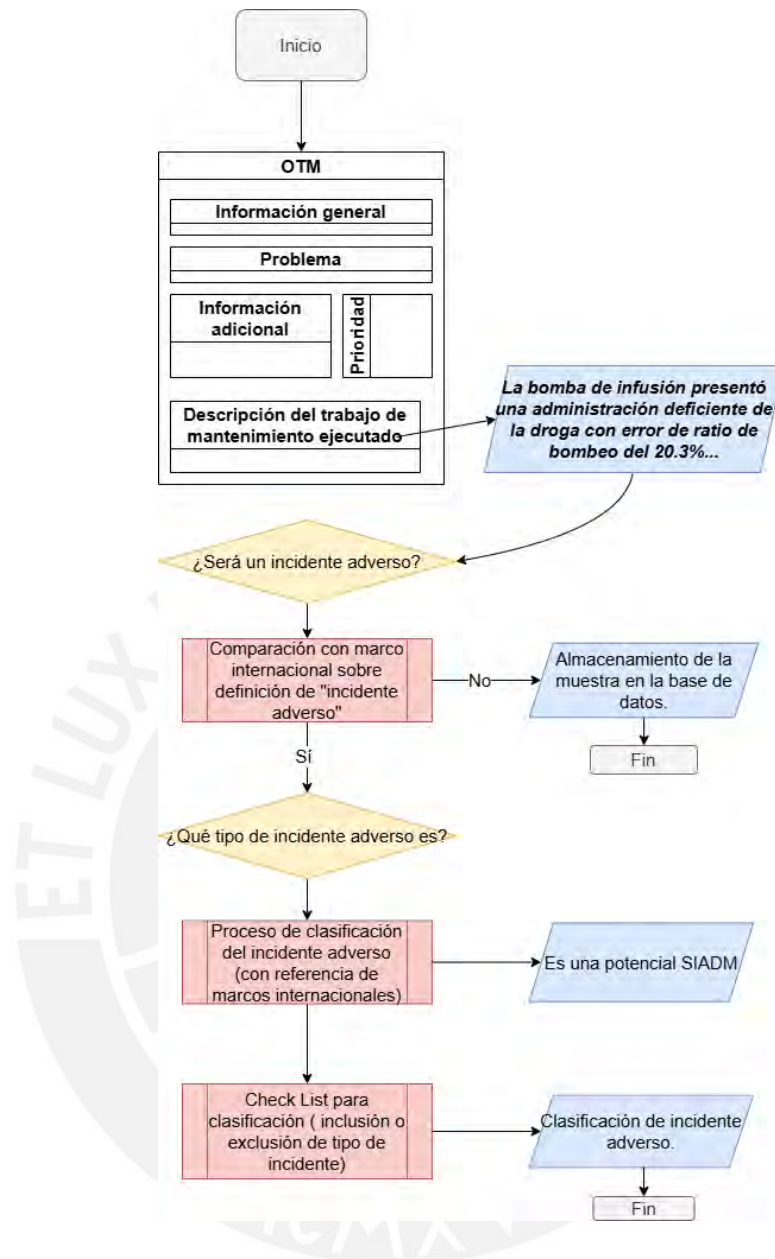 Inicio
OTM
Información general
Problema
Información
adicional
Prioridad
Descripción del trabajo de
mantenimiento ejecutado
La bomba de infusión presentó
una administración deficiente de
la droga con error de ratio de
bombeo del 20.3%...
¿Será un incidente adverso?
Comparación con marco
internacional sobre
definición de "incidente
adverso"
No
Almacenamiento de la
muestra en la base de
datos.
Fin
Sí
¿Qué tipo de incidente adverso es?
Proceso de clasificación
del incidente adverso
(con referencia de
marcos internacionales)
Es una potencial SIADM
Check List para
clasificación ( inclusión o
exclusión de tipo de
incidente)
Clasificación de incidente
adverso.
Fin
ET LUX